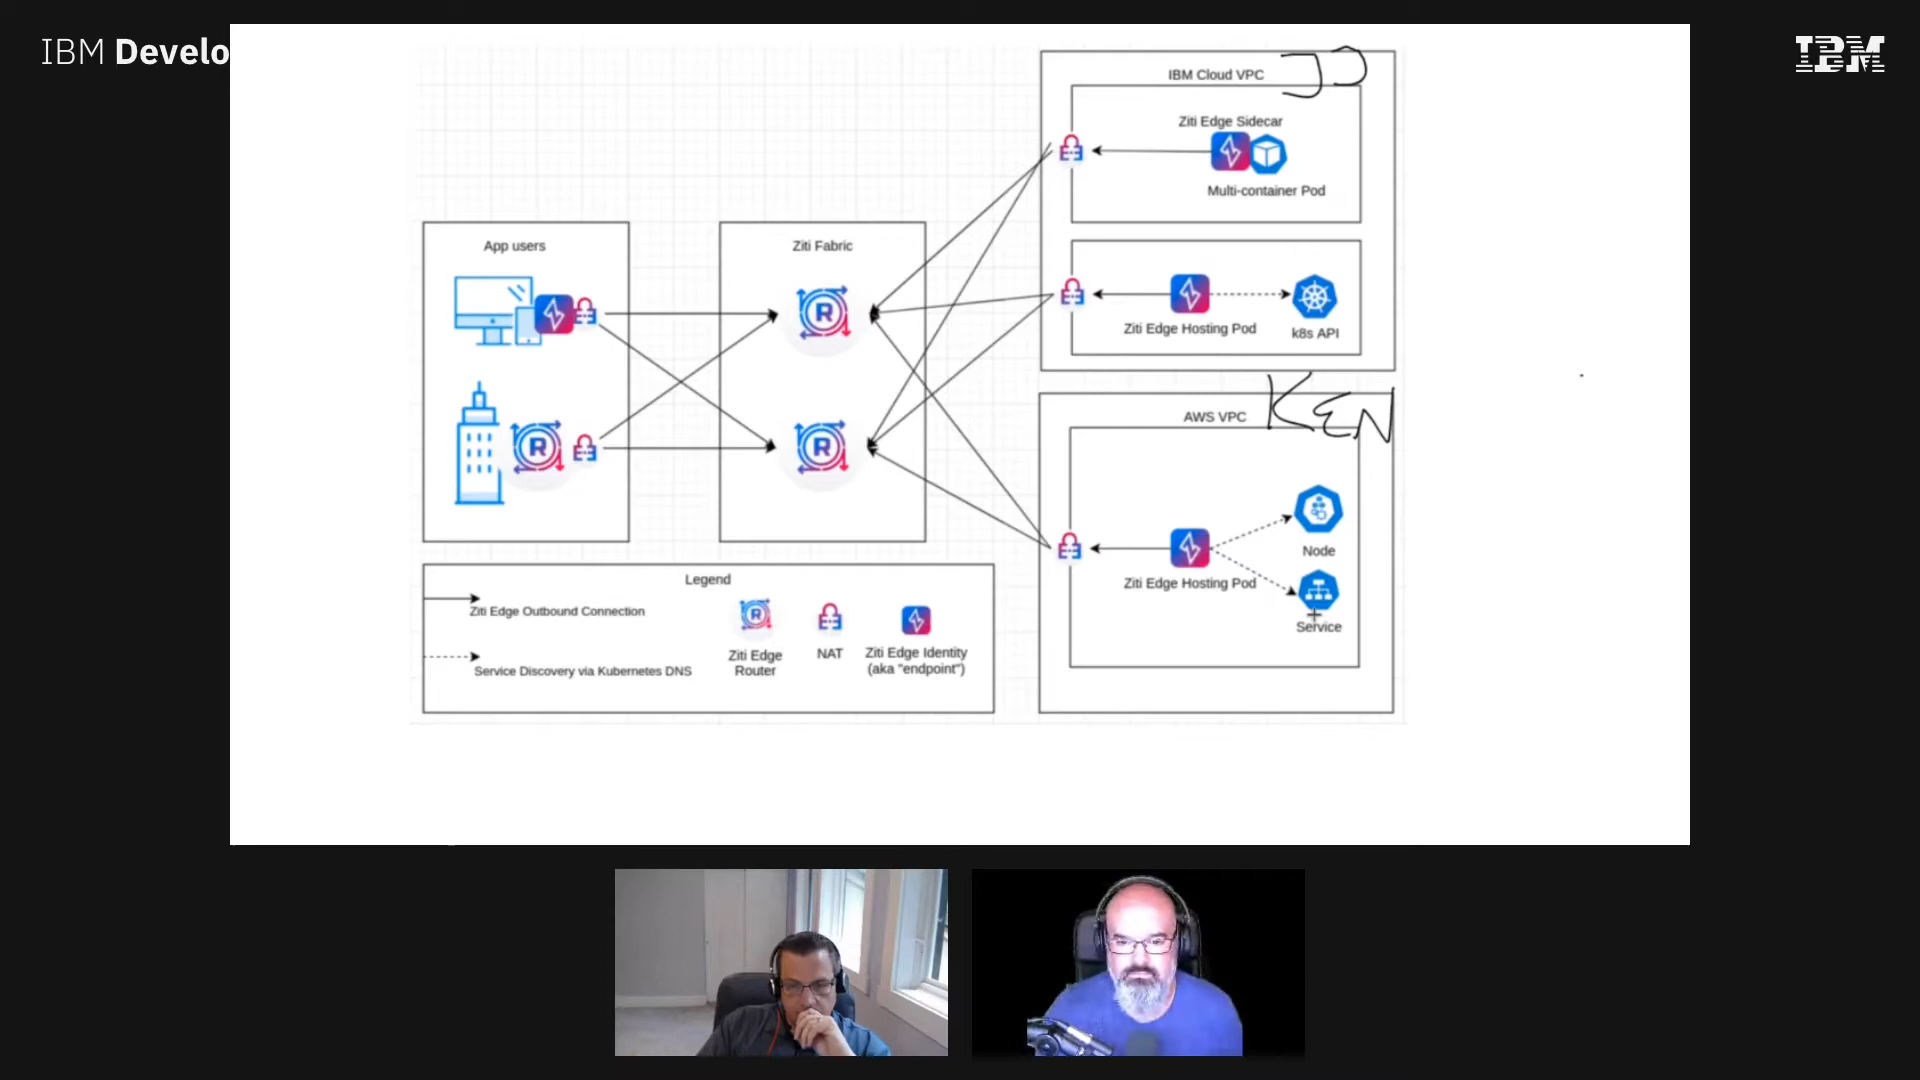 IBM Develo
IBM
IBM Cloud VPC
JD
Ziti Edge Sidecar
Multi-container Pod
App users
Ziti Fabric
R
R
R
Ziti Edge Hosting Pod
k8s API
AWS VPC
KEN
Node
Ziti Edge Hosting Pod
Service
Legend
Ziti Edge Outbound Connection
Service Discovery via Kubernetes DNS
R
Ziti Edge
Router
NAT
Ziti Edge Identity
(aka "endpoint")